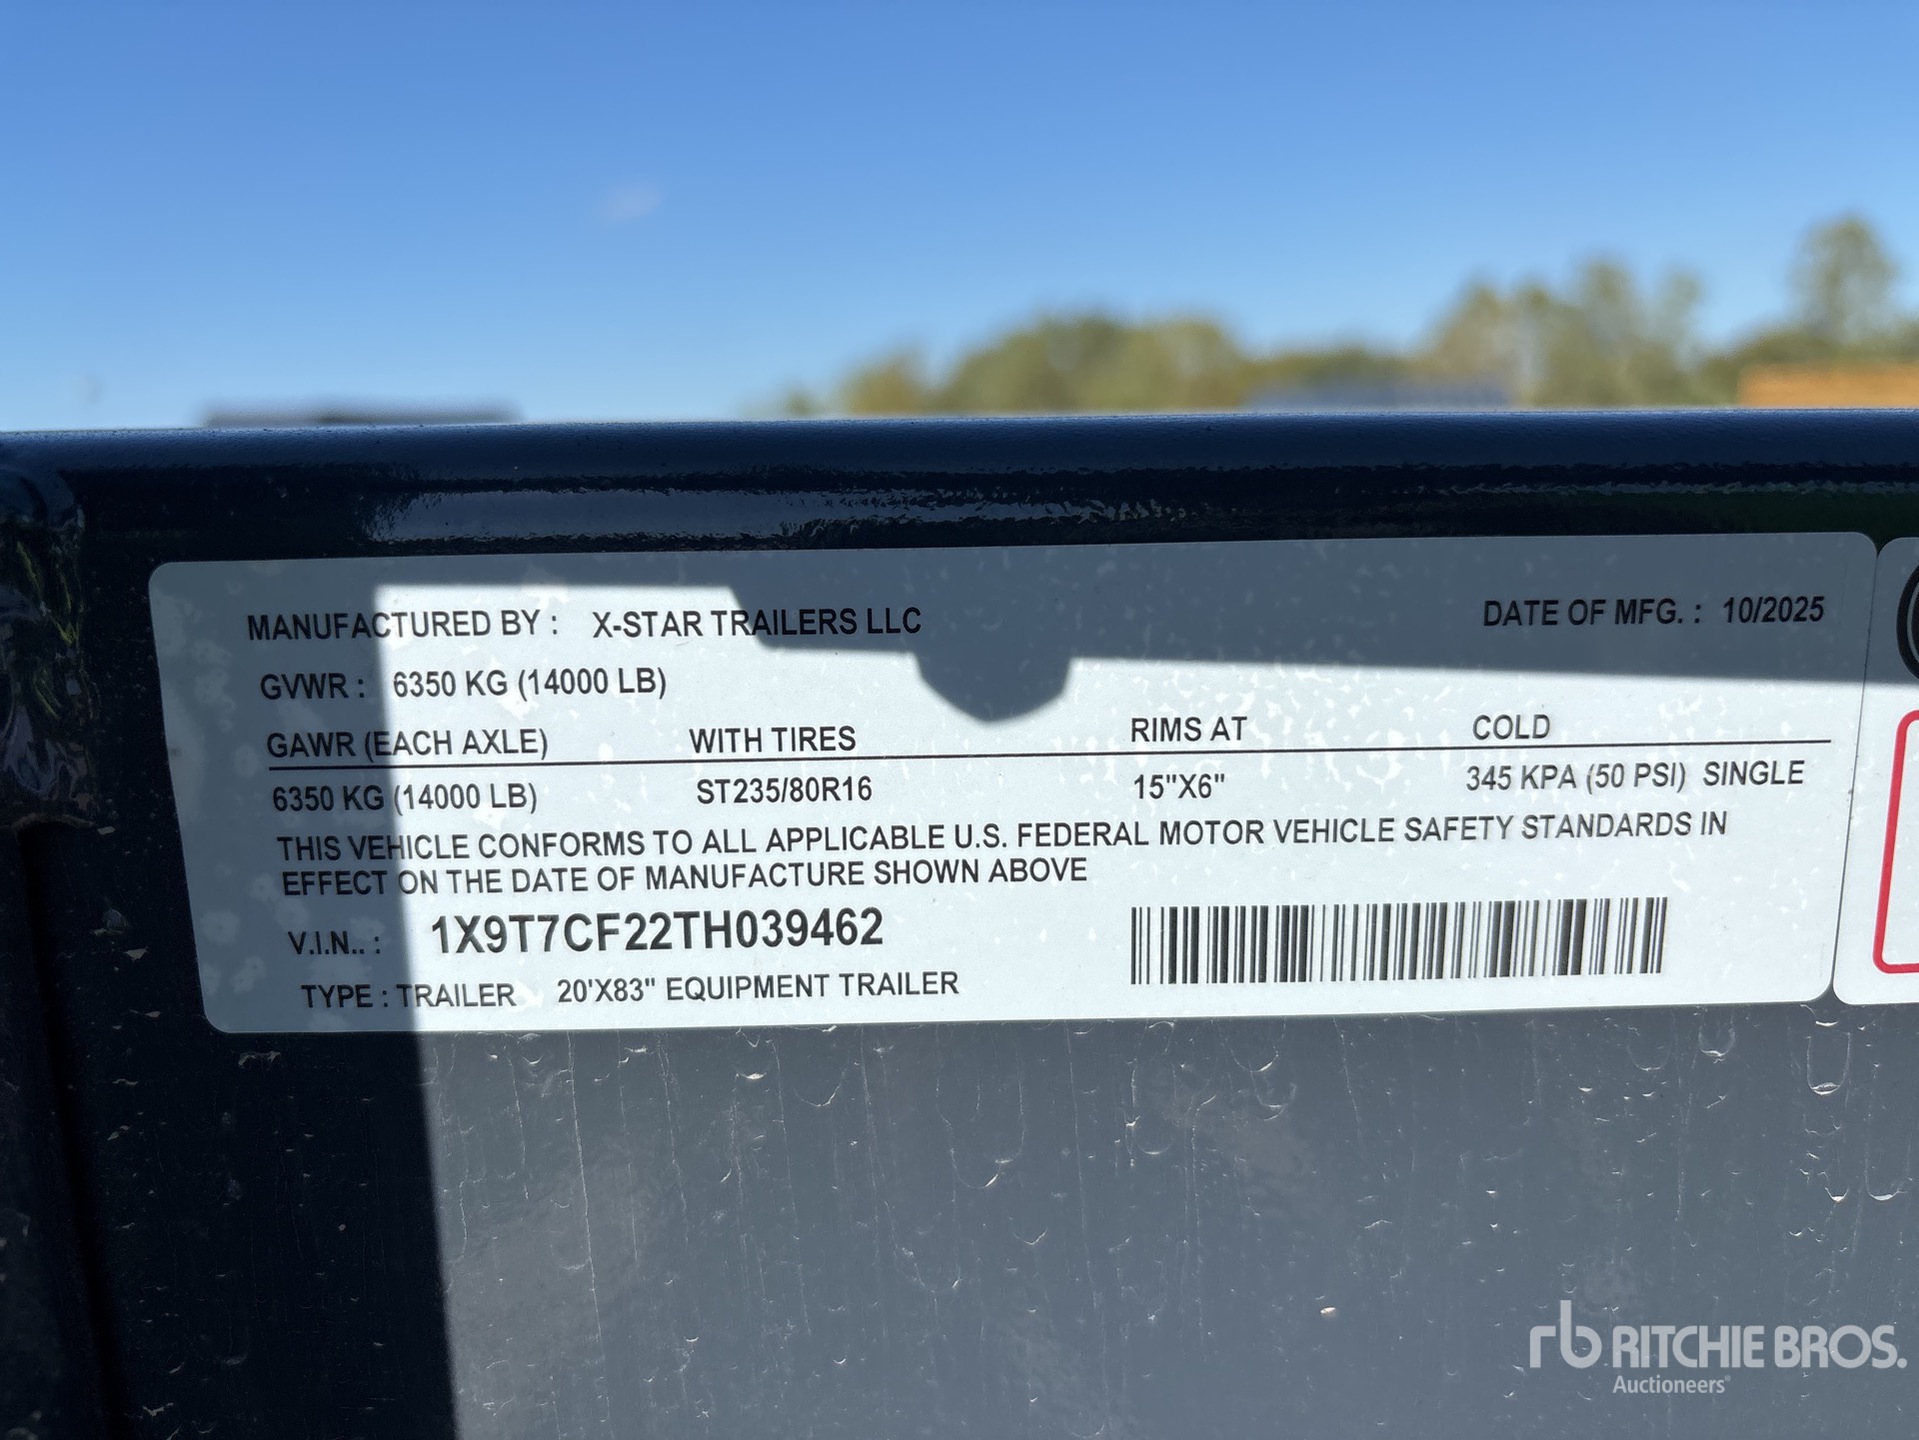 MANUFACTURED BY : X-STAR TRAILERS LLC DATE OF MFG. : 10/2025
GVWR : 6350 KG (14000 LB)
GAWR (EACH AXLE) WITH TIRES RIMS AT COLD
6350 KG (14000 LB) ST235/80R16 15"X6" 345 KPA (50 PSI) SINGLE
THIS VEHICLE CONFORMS TO ALL APPLICABLE U.S. FEDERAL MOTOR VEHICLE SAFETY STANDARDS IN
EFFECT ON THE DATE OF MANUFACTURE SHOWN ABOVE
V.I.N.. : 1X9T7CF22TH039462
TYPE : TRAILER 20'X83" EQUIPMENT TRAILER
rb RITCHIE BROS.
Auctioneers